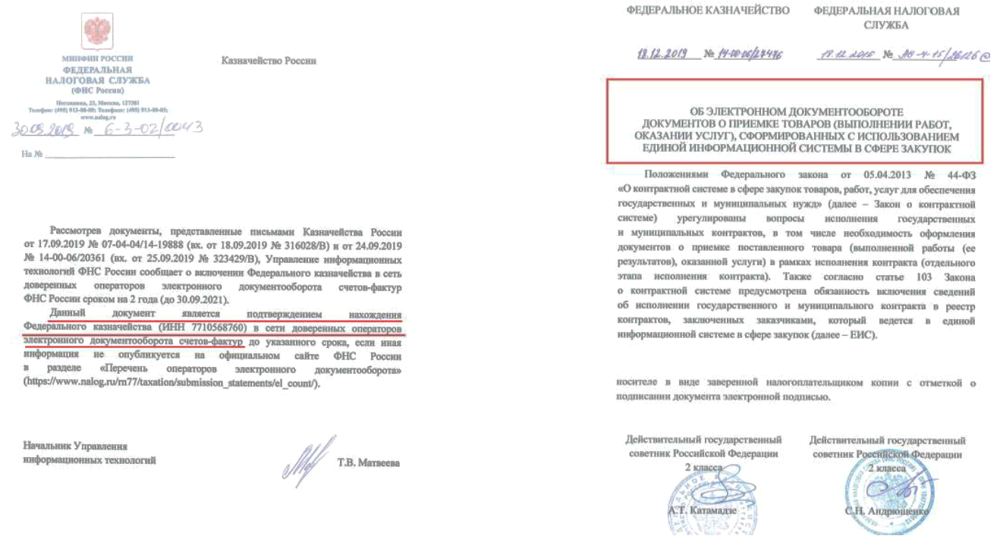 МИНФИН РОССИИ
ФЕДЕРАЛЬНАЯ
НАЛОГОВАЯ СЛУЖБА
(ФНС России)
Неглинная, 23, Москва, 127381
Телефон: (495) 913-00-09; Телефакс: (495) 913-00-05;
www.nalog.ru
30.09.2019 № 6-3-02/0043
На №
Казначейство России
Рассмотрев документы, представленные письмами Казначейства России
от 17.09.2019 № 07-04-04/14-19888 (вх. от 18.09.2019 № 316028/В) и от 24.09.2019
№ 14-00-06/20361 (вх. от 25.09.2019 № 323429/В), Управление информационных
технологий ФНС России сообщает о включении Федерального казначейства в сеть
доверенных операторов электронного документооборота счетов-фактур
ФНС России сроком на 2 года (до 30.09.2021).
Данный документ является подтверждением нахождения
Федерального казначейства (ИНН 7710568760) в сети доверенных операторов
электронного документооборота счетов-фактур до указанного срока, если иная
информация не опубликуется на официальном сайте ФНС России
в разделе «Перечень операторов электронного документооборота»
(https://www.nalog.ru/rn77/taxation/submission_statements/el_count/).
Начальник Управления
информационных технологий
Т.В. Матвеева
ФЕДЕРАЛЬНОЕ КАЗНАЧЕЙСТВО
18.12.2019 № 14-00-06/27476
ФЕДЕРАЛЬНАЯ НАЛОГОВАЯ
СЛУЖБА
№ 26126@
ОБ ЭЛЕКТРОННОМ ДОКУМЕНТООБОРОТЕ
ДОКУМЕНТОВ О ПРИЕМКЕ ТОВАРОВ (ВЫПОЛНЕНИИ РАБОТ,
ОКАЗАНИИ УСЛУГ), СФОРМИРОВАННЫХ С ИСПОЛЬЗОВАНИЕМ
ЕДИНОЙ ИНФОРМАЦИОННОЙ СИСТЕМЫ В СФЕРЕ ЗАКУПОК
Положениями Федерального закона от 05.04.2013 № 44-ФЗ
«О контрактной системе в сфере закупок товаров, работ, услуг для обеспечения
государственных и муниципальных нужд» (далее – Закон о контрактной
системе) урегулированы вопросы исполнения государственных
и муниципальных контрактов, в том числе необходимость оформления
документов о приемке поставленного товара (выполненной работы (ее
результатов), оказанной услуги) в рамках исполнения контракта (отдельного
этапа исполнения контракта). Также согласно статье 103 Закона
о контрактной системе предусмотрена обязанность включения сведений
об исполнении государственного и муниципального контракта в реестр
контрактов, заключенных заказчиками, который ведется в единой
информационной системе в сфере закупок (далее – ЕИС).
носителе в виде заверенной налогоплательщиком копии с отметкой о
подписании документа электронной подписью.
Действительный государственный
советник Российской Федерации
2 класса
А.Т. Катамадзе
Действительный государственный
советник Российской Федерации
2 класса
С.Н. Андрющенко